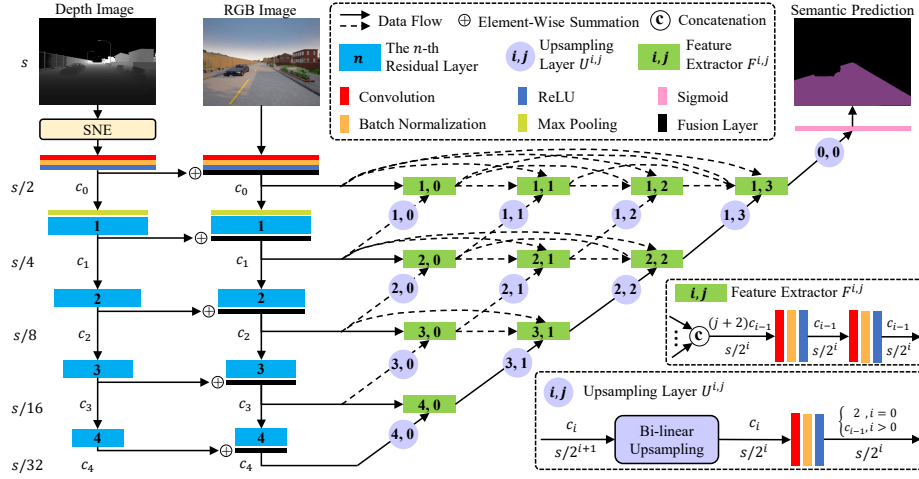 Depth Image
RGB Image
Semantic Prediction
Data Flow
Element-Wise Summation
c Concatenation
n
The n-th
Residual Layer
i,j
Upsampling
Layer U^{i,j}
i,j
Feature
Extractor F^{i,j}
Convolution
ReLU
Sigmoid
Batch Normalization
Max Pooling
Fusion Layer
s
SNE
0, 0
s/2
c_0
c_0
1, 0
1, 1
1, 2
1, 3
1
1
1, 0
1, 1
1, 2
1, 3
s/4
c_1
c_1
2, 0
2, 1
2, 2
2
2
2, 0
2, 1
2, 2
s/8
c_2
c_2
3, 0
3, 1
3
3
3, 0
3, 1
s/16
c_3
c_3
4, 0
4
4
4, 0
s/32
c_4
c_4
i,j
Feature Extractor F^{i,j}
c
(j + 2)c_{i-1}
s/2^i
c_{i-1}
s/2^i
c_{i-1}
s/2^i
i,j
Upsampling Layer U^{i,j}
c_i
s/2^{i+1}
Bi-linear
Upsampling
c_i
s/2^i
{ 2 , i = 0
c_{i-1}, i > 0
s/2^i